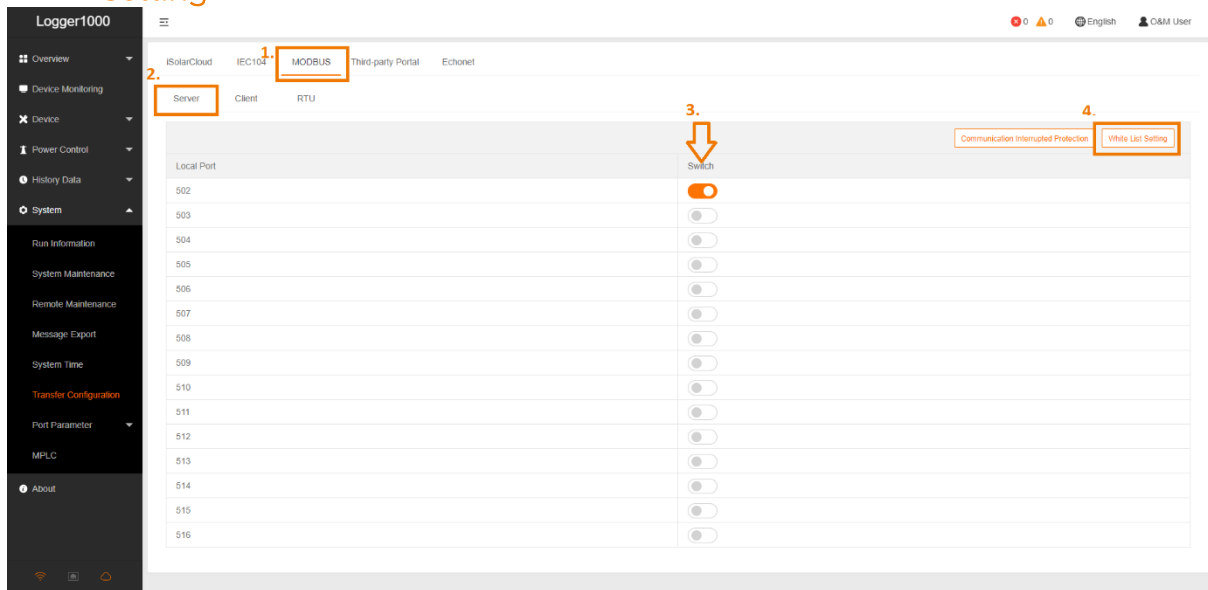 Setting
Logger1000
0 0 English O&M User
Overview
Device Monitoring
Device
Power Control
History Data
System
Run Information
System Maintenance
Remote Maintenance
Message Export
System Time
Transfer Configuration
Port Parameter
MPLC
About
1.
iSolarCloud IEC104 MODBUS Third-party Portal Echonet
2.
Server Client RTU
3.
4.
Communication Interrupted Protection White List Setting
Local Port Switch
502
503
504
505
506
507
508
509
510
511
512
513
514
515
516